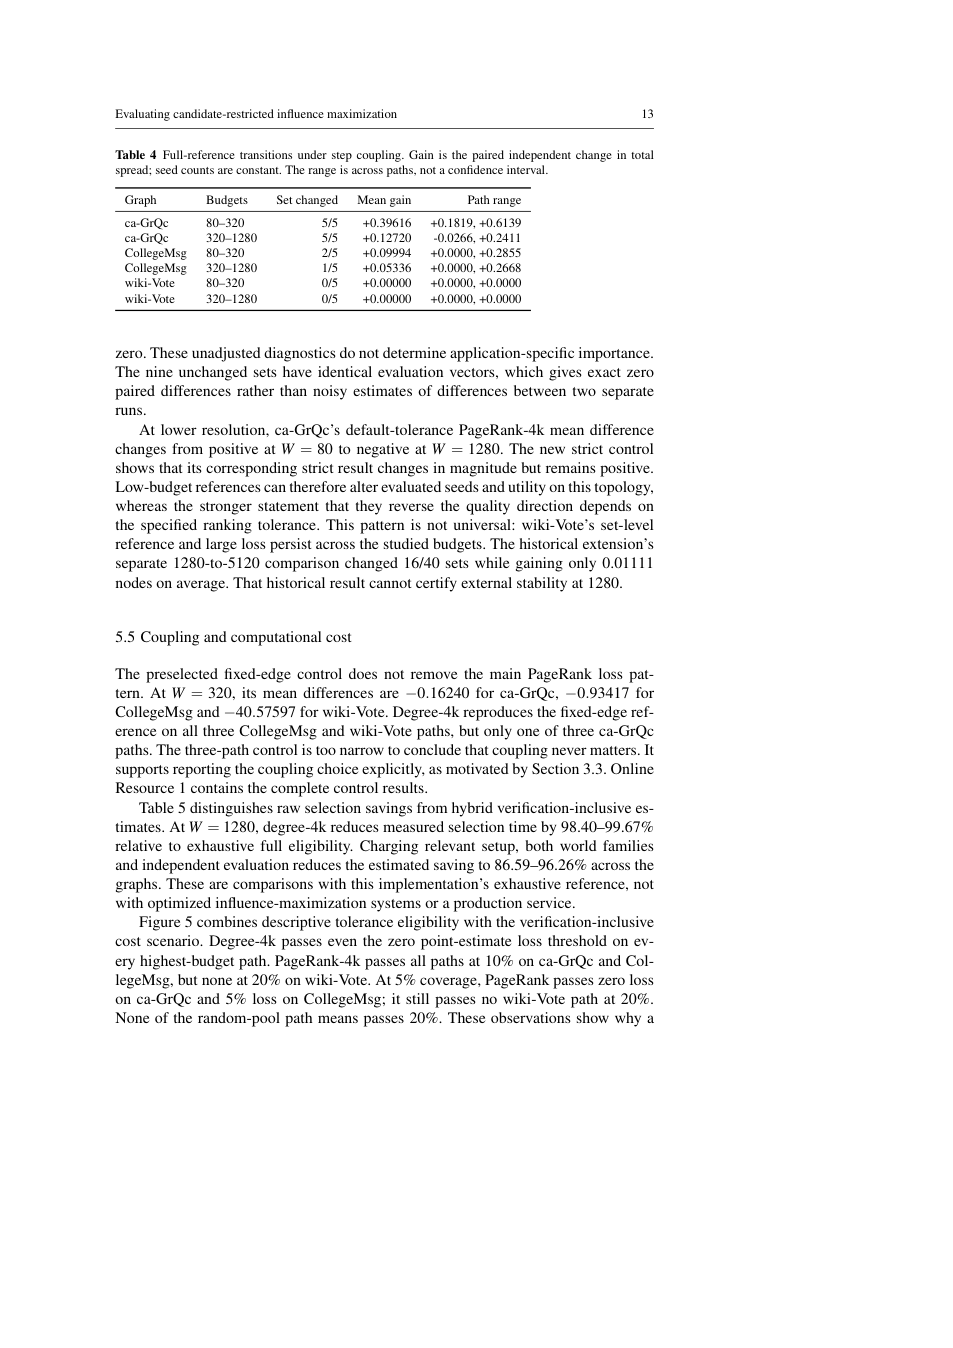 Evaluating candidate-restricted influence maximization 13
Table 4 Full-reference transitions under step coupling. Gain is the paired independent change in total
spread; seed counts are constant. The range is across paths, not a confidence interval.
Graph Budgets Set changed Mean gain Path range
ca-GrQc 80–320 5/5 +0.39616 +0.1819, +0.6139
ca-GrQc 320–1280 5/5 +0.12720 -0.0266, +0.2411
CollegeMsg 80–320 2/5 +0.09994 +0.0000, +0.2855
CollegeMsg 320–1280 1/5 +0.05336 +0.0000, +0.2668
wiki-Vote 80–320 0/5 +0.00000 +0.0000, +0.0000
wiki-Vote 320–1280 0/5 +0.00000 +0.0000, +0.0000
zero. These unadjusted diagnostics do not determine application-specific importance.
The nine unchanged sets have identical evaluation vectors, which gives exact zero
paired differences rather than noisy estimates of differences between two separate
runs.
At lower resolution, ca-GrQc's default-tolerance PageRank-4k mean difference
changes from positive at W = 80 to negative at W = 1280. The new strict control
shows that its corresponding strict result changes in magnitude but remains positive.
Low-budget references can therefore alter evaluated seeds and utility on this topology,
whereas the stronger statement that they reverse the quality direction depends on
the specified ranking tolerance. This pattern is not universal: wiki-Vote's set-level
reference and large loss persist across the studied budgets. The historical extension's
separate 1280-to-5120 comparison changed 16/40 sets while gaining only 0.01111
nodes on average. That historical result cannot certify external stability at 1280.
5.5 Coupling and computational cost
The preselected fixed-edge control does not remove the main PageRank loss pat-
tern. At W = 320, its mean differences are −0.16240 for ca-GrQc, −0.93417 for
CollegeMsg and −40.57597 for wiki-Vote. Degree-4k reproduces the fixed-edge ref-
erence on all three CollegeMsg and wiki-Vote paths, but only one of three ca-GrQc
paths. The three-path control is too narrow to conclude that coupling never matters. It
supports reporting the coupling choice explicitly, as motivated by Section 3.3. Online
Resource 1 contains the complete control results.
Table 5 distinguishes raw selection savings from hybrid verification-inclusive es-
timates. At W = 1280, degree-4k reduces measured selection time by 98.40–99.67%
relative to exhaustive full eligibility. Charging relevant setup, both world families
and independent evaluation reduces the estimated saving to 86.59–96.26% across the
graphs. These are comparisons with this implementation's exhaustive reference, not
with optimized influence-maximization systems or a production service.
Figure 5 combines descriptive tolerance eligibility with the verification-inclusive
cost scenario. Degree-4k passes even the zero point-estimate loss threshold on ev-
ery highest-budget path. PageRank-4k passes all paths at 10% on ca-GrQc and Col-
legeMsg, but none at 20% on wiki-Vote. At 5% coverage, PageRank passes zero loss
on ca-GrQc and 5% loss on CollegeMsg; it still passes no wiki-Vote path at 20%.
None of the random-pool path means passes 20%. These observations show why a